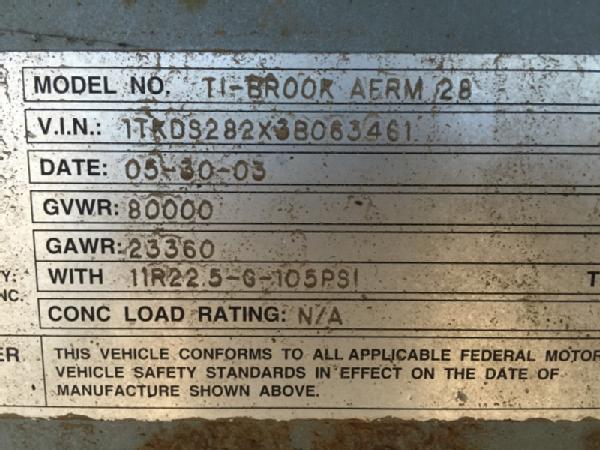 MODEL NO. TI-BROOK AERM 28
V.I.N.: 1TKDS282X3B063461
DATE: 05-30-03
GVWR: 80000
GAWR: 23360
Y: WITH 11R22.5-G-105PSI T
NC.
CONC LOAD RATING: N/A
ER THIS VEHICLE CONFORMS TO ALL APPLICABLE FEDERAL MOTOR
VEHICLE SAFETY STANDARDS IN EFFECT ON THE DATE OF
MANUFACTURE SHOWN ABOVE.